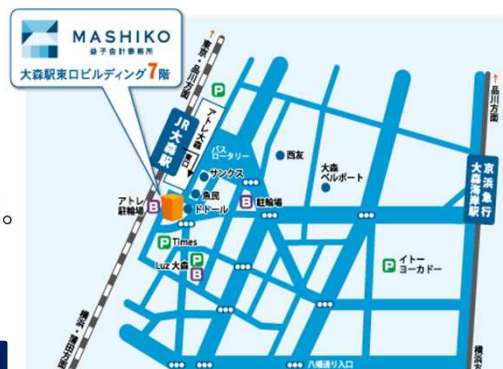 MASHIKO
益子会計事務所
大森駅東口ビルディング7階
↑
東京・品川方面
↑
品川方面
P
JR大森駅
アトレ大森
東口
バス
ロータリー
西友
大森
ベルポート
京浜急行
大森海岸駅
サンクス
魚民
ドトール
アトレ
駐輪場
B
B
駐輪場
P Times
Luz 大森
P
B
P
イトー
ヨーカドー
横浜・蒲田方面
八幡通り入口
横浜方
。